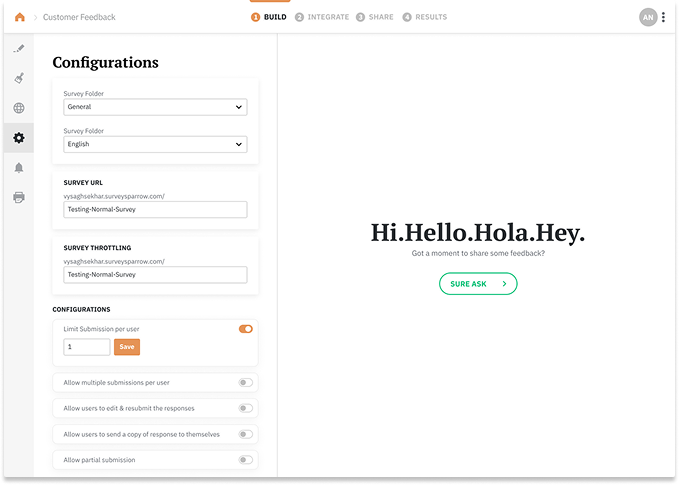 Customer Feedback
1 BUILD
2 INTEGRATE
3 SHARE
4 RESULTS
AN
Configurations
Survey Folder
General
Survey Folder
English
SURVEY URL
vysaghsekhar.surveysparrow.com/
Testing-Normal-Survey
SURVEY THROTTLING
vysaghsekhar.surveysparrow.com/
Testing-Normal-Survey
CONFIGURATIONS
Limit Submission per user
1
Save
Allow multiple submissions per user
Allow users to edit & resubmit the responses
Allow users to send a copy of response to themselves
Allow partial submission
Hi.Hello.Hola.Hey.
Got a moment to share some feedback?
SURE ASK